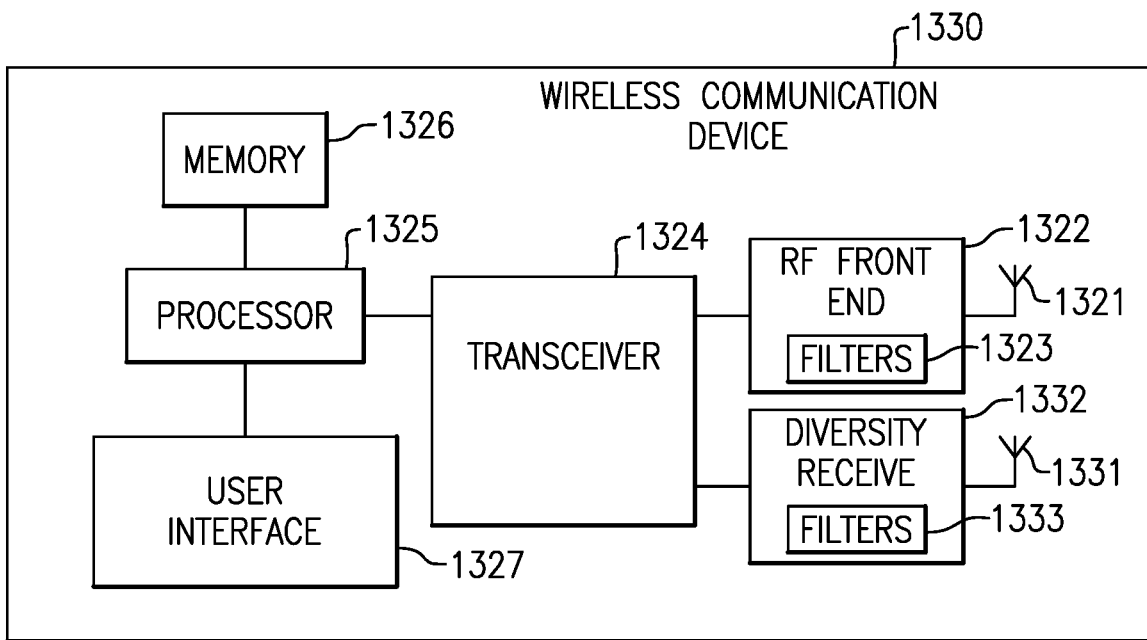 1330
WIRELESS COMMUNICATION
DEVICE
MEMORY
1326
PROCESSOR
1325
TRANSCEIVER
1324
RF FRONT
END
1322
FILTERS
1323
1321
DIVERSITY
RECEIVE
1332
FILTERS
1333
1331
USER
INTERFACE
1327